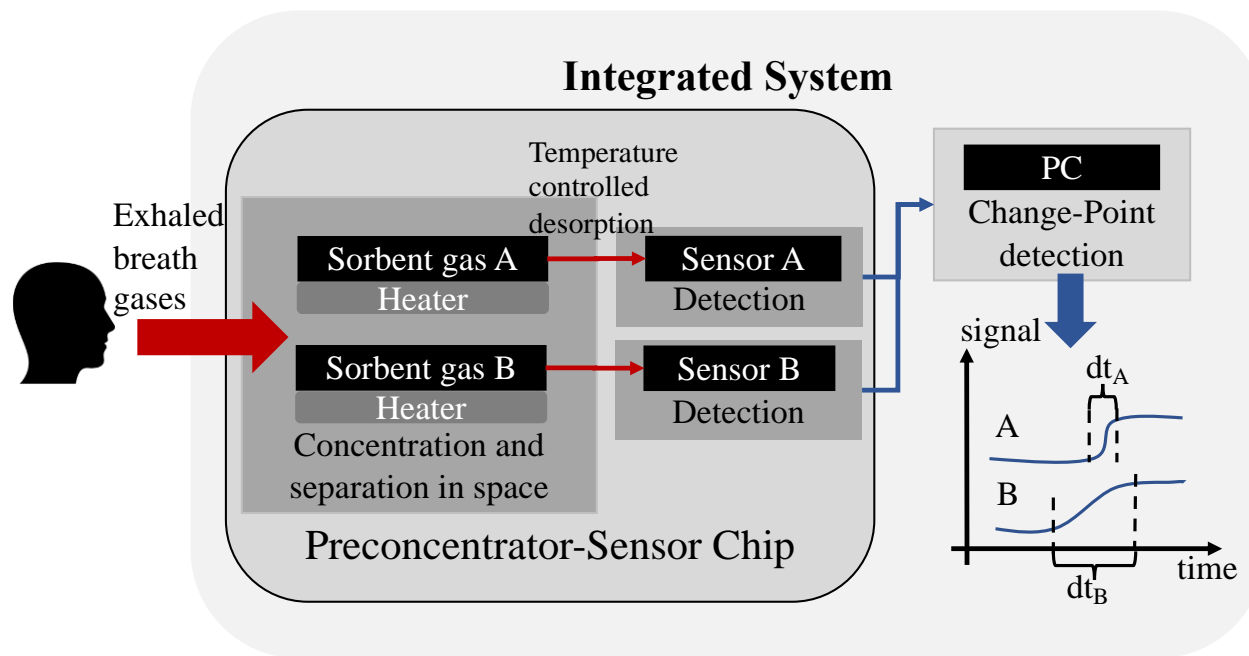 Integrated System
Exhaled
breath
gases
Temperature
controlled
desorption
Sorbent gas A
Heater
Sensor A
Detection
Sorbent gas B
Heater
Sensor B
Detection
Concentration and
separation in space
Preconcentrator-Sensor Chip
PC
Change-Point
detection
signal
dtA
A
B
time
dtB